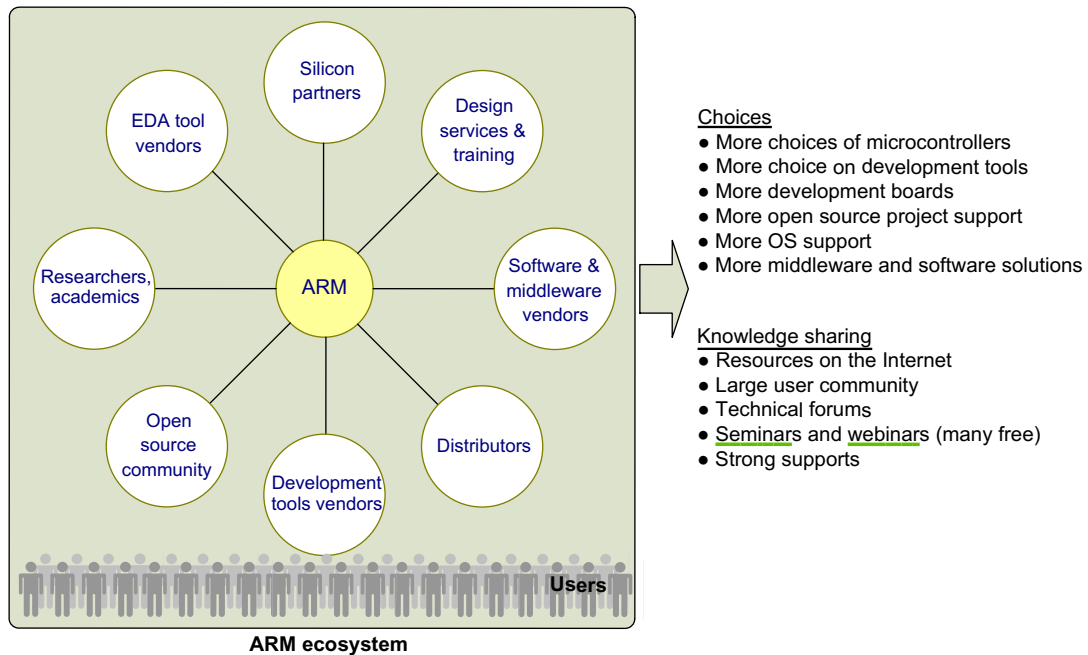 Silicon
partners
Design
services &
training
Software &
middleware
vendors
Distributors
Development
tools vendors
Open
source
community
Researchers,
academics
EDA tool
vendors
ARM
Users
ARM ecosystem
Choices
● More choices of microcontrollers
● More choice on development tools
● More development boards
● More open source project support
● More OS support
● More middleware and software solutions
Knowledge sharing
● Resources on the Internet
● Large user community
● Technical forums
● Seminars and webinars (many free)
● Strong supports